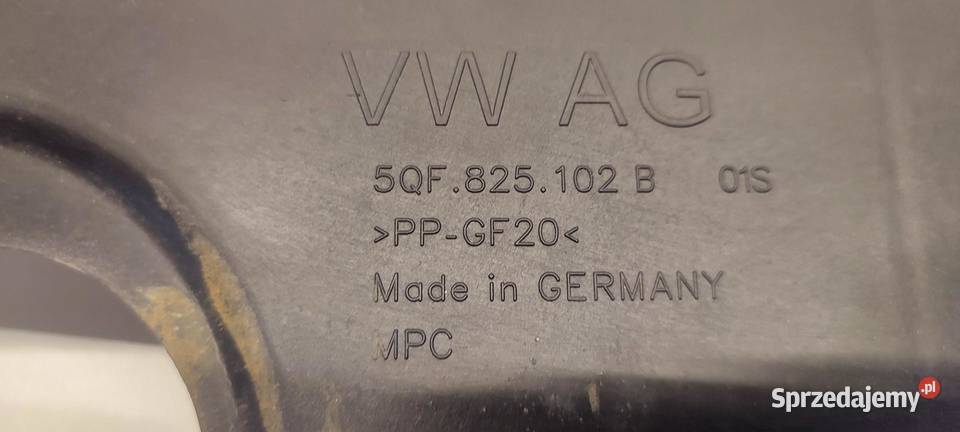 VW AG
5QF.825.102 B 01S
>PP-GF20<
Made in GERMANY
MPC
Sprzedajemy.pl